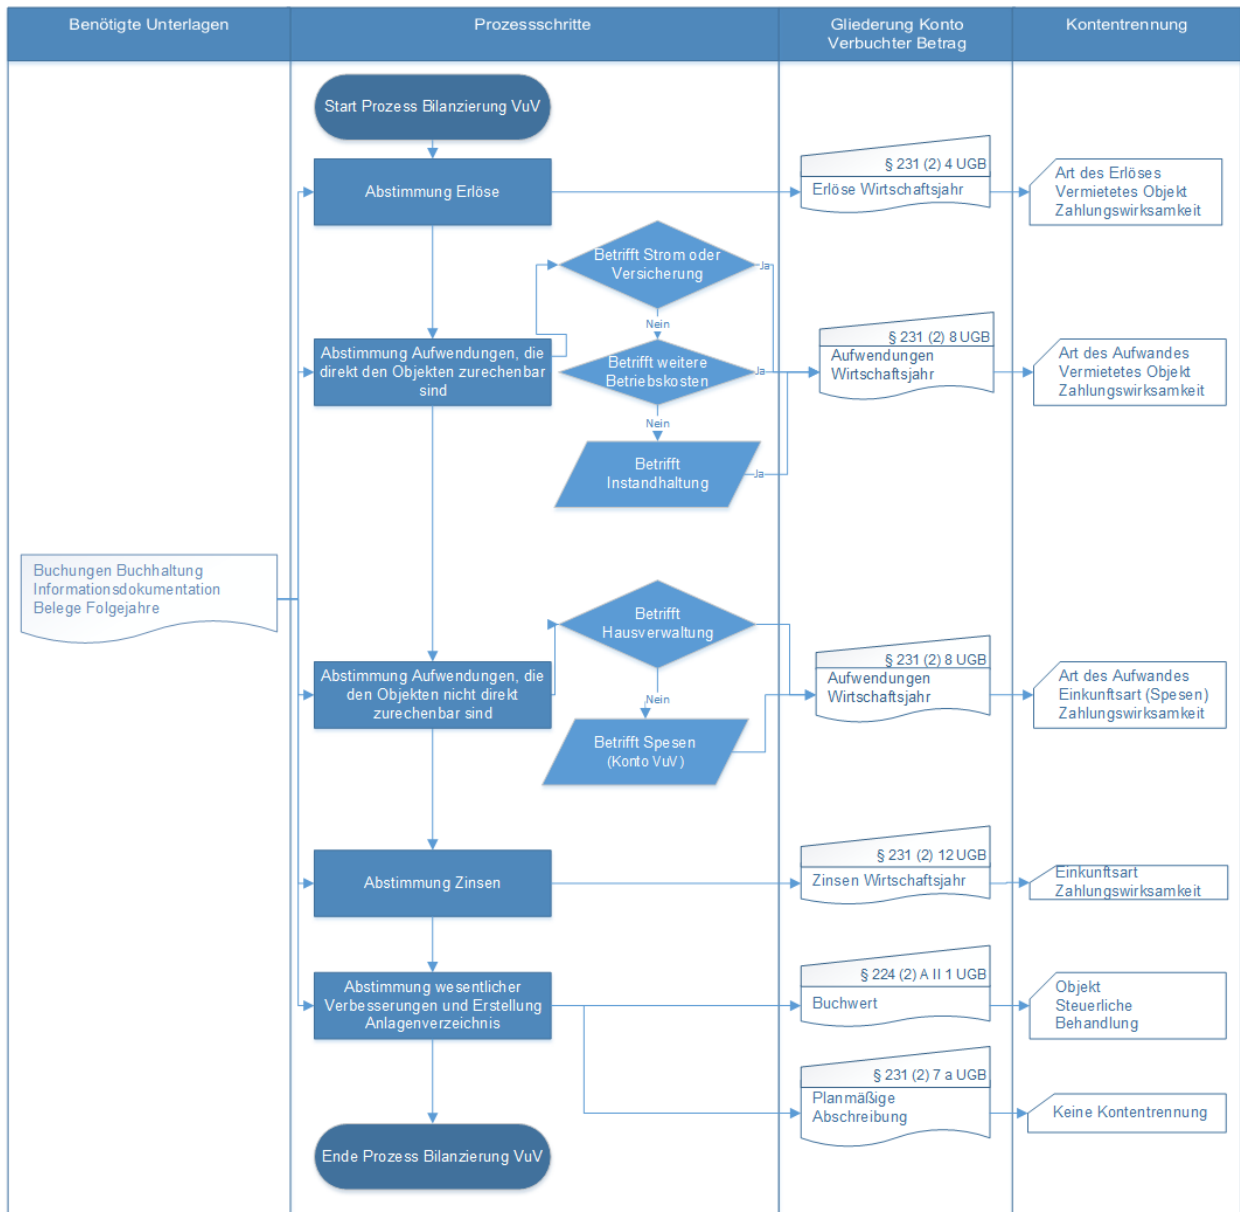 Benötigte Unterlagen
Prozessschritte
Gliederung Konto
Verbuchter Betrag
Kontentrennung
Start Prozess Bilanzierung VuV
Abstimmung Erlöse
§ 231 (2) 4 UGB
Erlöse Wirtschaftsjahr
Art des Erlöses
Vermietetes Objekt
Zahlungswirksamkeit
Betrifft Strom oder
Versicherung
Ja
Nein
Abstimmung Aufwendungen, die
direkt den Objekten zurechenbar
sind
Betrifft weitere
Betriebskosten
Ja
§ 231 (2) 8 UGB
Aufwendungen
Wirtschaftsjahr
Art des Aufwandes
Vermietetes Objekt
Zahlungswirksamkeit
Nein
Betrifft
Instandhaltung
Ja
Buchungen Buchhaltung
Informationsdokumentation
Belege Folgejahre
Betrifft
Hausverwaltung
Abstimmung Aufwendungen, die
den Objekten nicht direkt
zurechenbar sind
§ 231 (2) 8 UGB
Aufwendungen
Wirtschaftsjahr
Art des Aufwandes
Einkunftsart (Spesen)
Zahlungswirksamkeit
Nein
Betrifft Spesen
(Konto VuV)
Abstimmung Zinsen
§ 231 (2) 12 UGB
Zinsen Wirtschaftsjahr
Einkunftsart
Zahlungswirksamkeit
Abstimmung wesentlicher
Verbesserungen und Erstellung
Anlagenverzeichnis
§ 224 (2) A II 1 UGB
Buchwert
Objekt
Steuerliche
Behandlung
§ 231 (2) 7 a UGB
Planmäßige
Abschreibung
Keine Kontentrennung
Ende Prozess Bilanzierung VuV